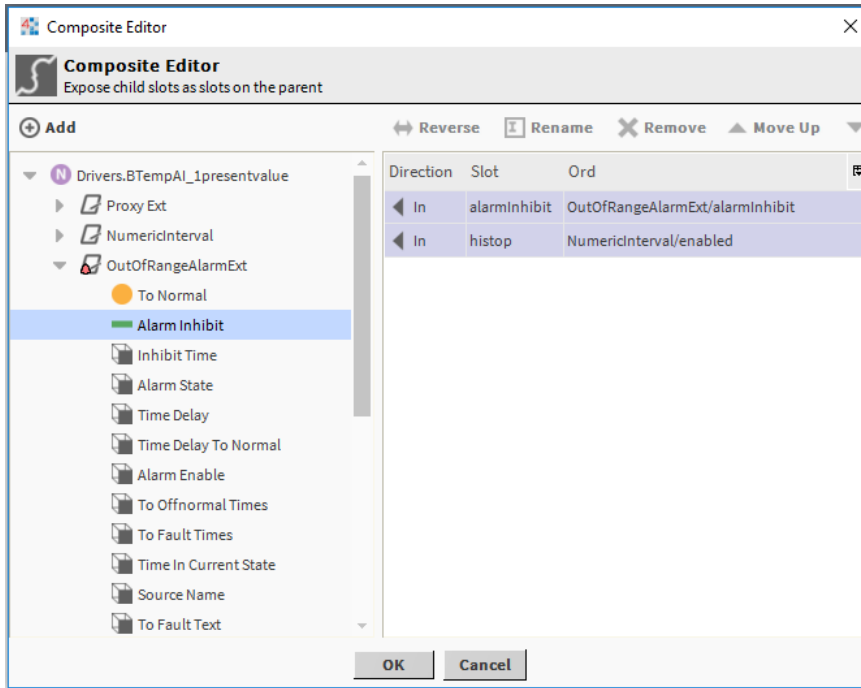 Composite Editor
Composite Editor
Expose child slots as slots on the parent
Add
Reverse Rename Remove Move Up
Drivers.BTempAI_1presentvalue
Proxy Ext
NumericInterval
OutOfRangeAlarmExt
To Normal
Alarm Inhibit
Inhibit Time
Alarm State
Time Delay
Time Delay To Normal
Alarm Enable
To Offnormal Times
To Fault Times
Time In Current State
Source Name
To Fault Text
Direction Slot Ord
In alarmInhibit OutOfRangeAlarmExt/alarmInhibit
In histop NumericInterval/enabled
OK Cancel